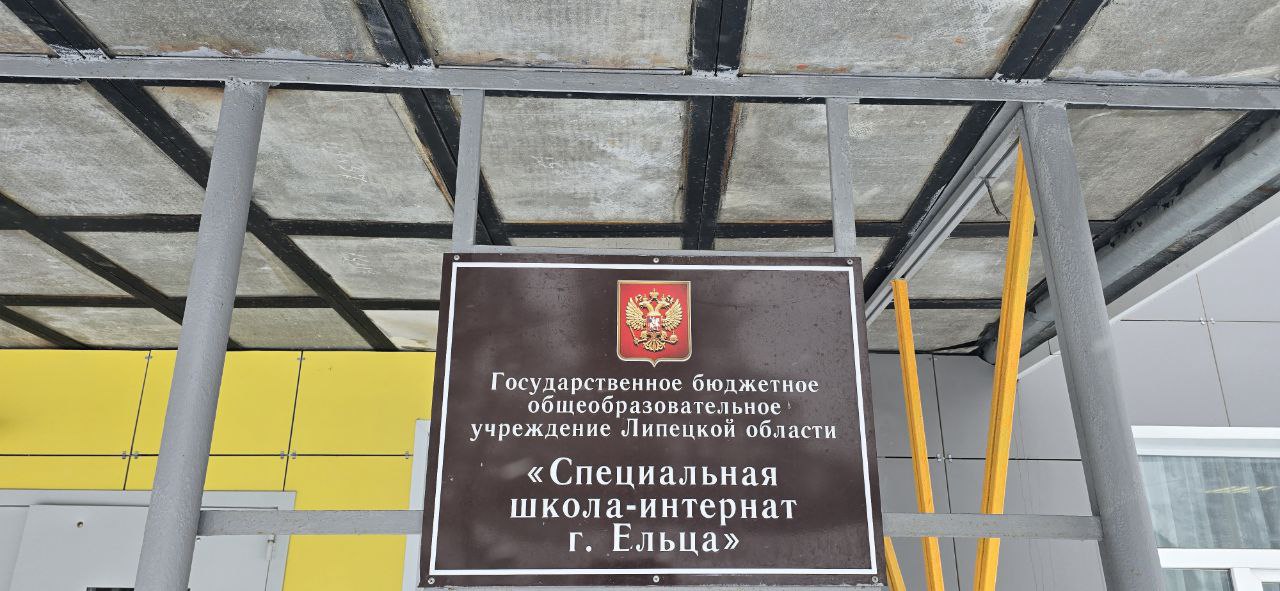 Государственное бюджетное
общеобразовательное
учреждение Липецкой области
«Специальная
школа-интернат
г. Ельца»